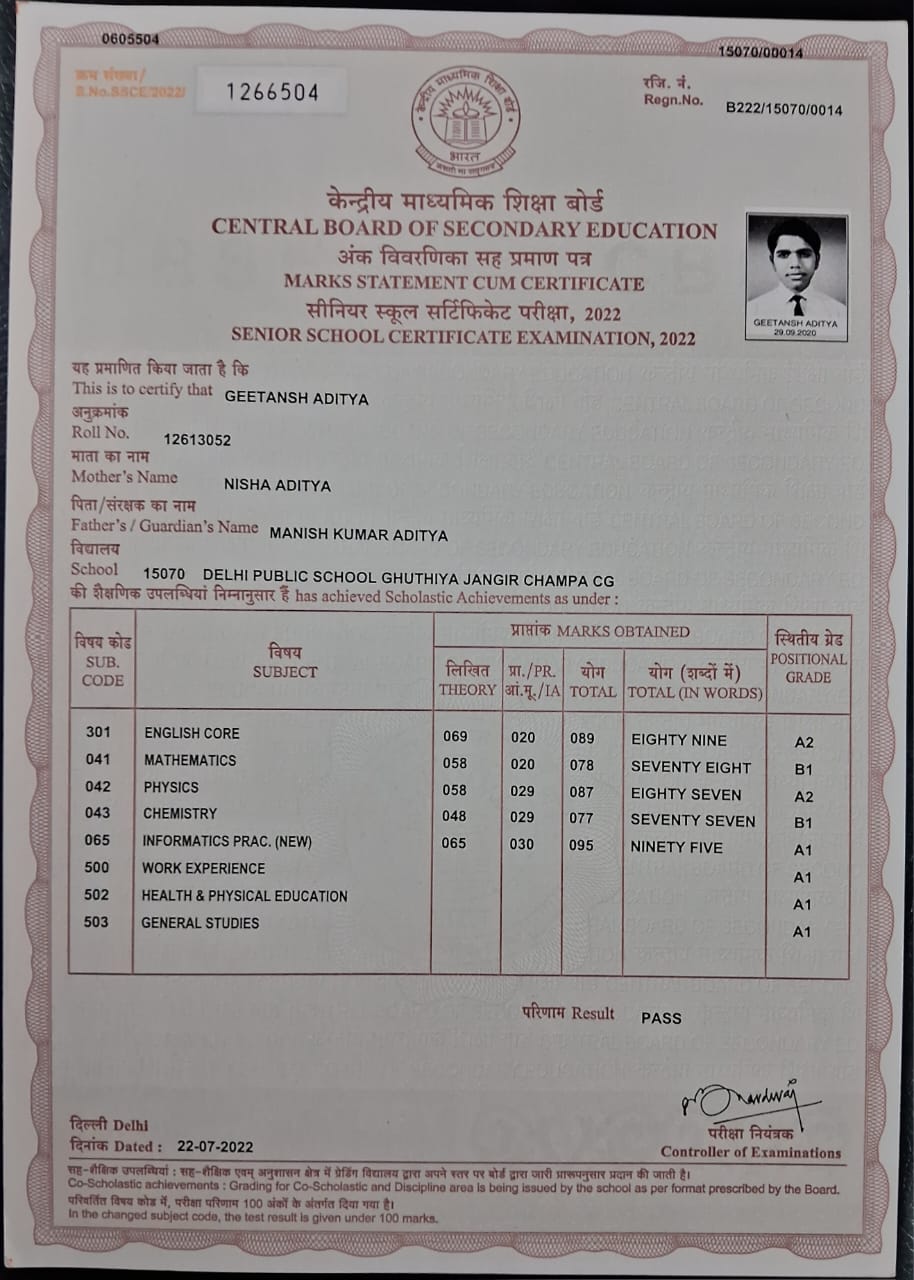 0605504
15070/00014
क्रम संख्या/
S.No.SSCE/2022/
1266504
रजि. नं.
Regn.No.
B222/15070/0014
केन्द्रीय माध्यमिक शिक्षा बोर्ड
भारत
केन्द्रीय माध्यमिक शिक्षा बोर्ड
CENTRAL BOARD OF SECONDARY EDUCATION
अंक विवरणिका सह प्रमाण पत्र
MARKS STATEMENT CUM CERTIFICATE
सीनियर स्कूल सर्टिफिकेट परीक्षा, 2022
SENIOR SCHOOL CERTIFICATE EXAMINATION, 2022
GEETANSH ADITYA
29.09.2020
यह प्रमाणित किया जाता है कि
This is to certify that GEETANSH ADITYA
अनुक्रमांक
Roll No. 12613052
माता का नाम
Mother's Name NISHA ADITYA
पिता/संरक्षक का नाम
Father's / Guardian's Name MANISH KUMAR ADITYA
विद्यालय
School 15070 DELHI PUBLIC SCHOOL GHUTHIYA JANGIR CHAMPA CG
की शैक्षणिक उपलब्धियां निम्नानुसार हैं has achieved Scholastic Achievements as under :
विषय कोड
SUB.
CODE
विषय
SUBJECT
प्राप्तांक MARKS OBTAINED
लिखित
THEORY
प्रा./PR.
आं.मू./IA
योग
TOTAL
योग (शब्दों में)
TOTAL (IN WORDS)
स्थितीय ग्रेड
POSITIONAL
GRADE
301 ENGLISH CORE 069 020 089 EIGHTY NINE A2
041 MATHEMATICS 058 020 078 SEVENTY EIGHT B1
042 PHYSICS 058 029 087 EIGHTY SEVEN A2
043 CHEMISTRY 048 029 077 SEVENTY SEVEN B1
065 INFORMATICS PRAC. (NEW) 065 030 095 NINETY FIVE A1
500 WORK EXPERIENCE A1
502 HEALTH & PHYSICAL EDUCATION A1
503 GENERAL STUDIES A1
परिणाम Result PASS
दिल्ली Delhi
दिनांक Dated : 22-07-2022
परीक्षा नियंत्रक
Controller of Examinations
सह-शैक्षिक उपलब्धियां : सह-शैक्षिक एवम् अनुशासन क्षेत्र में ग्रेडिंग विद्यालय द्वारा अपने स्तर पर बोर्ड द्वारा जारी प्रारूपनुसार प्रदान की जाती है।
Co-Scholastic achievements : Grading for Co-Scholastic and Discipline area is being issued by the school as per format prescribed by the Board.
परिवर्तित विषय कोड में, परीक्षा परिणाम 100 अंकों के अंतर्गत दिया गया है।
In the changed subject code, the test result is given under 100 marks.